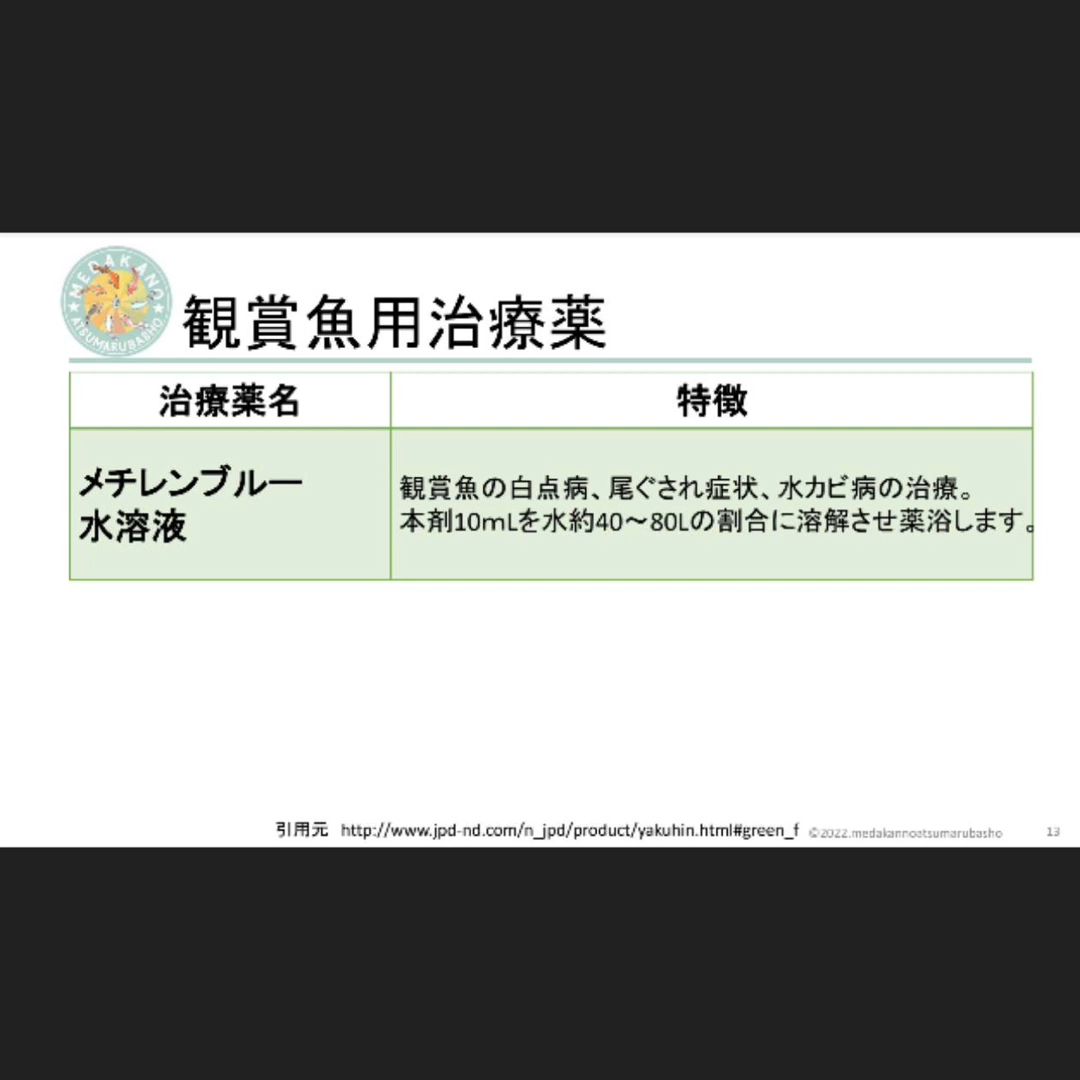 MEDAKANO
ATSUMARUBASHO
観賞魚用治療薬
治療薬名
特徴
メチレンブルー
水溶液
観賞魚の白点病、尾ぐされ症状、水カビ病の治療。
本剤10mLを水約40～80Lの割合に溶解させ薬浴します。
引用元 http://www.jpd-nd.com/n_jpd/product/yakuhin.html#green_f
©2022.medakannoatsumarubasho
13